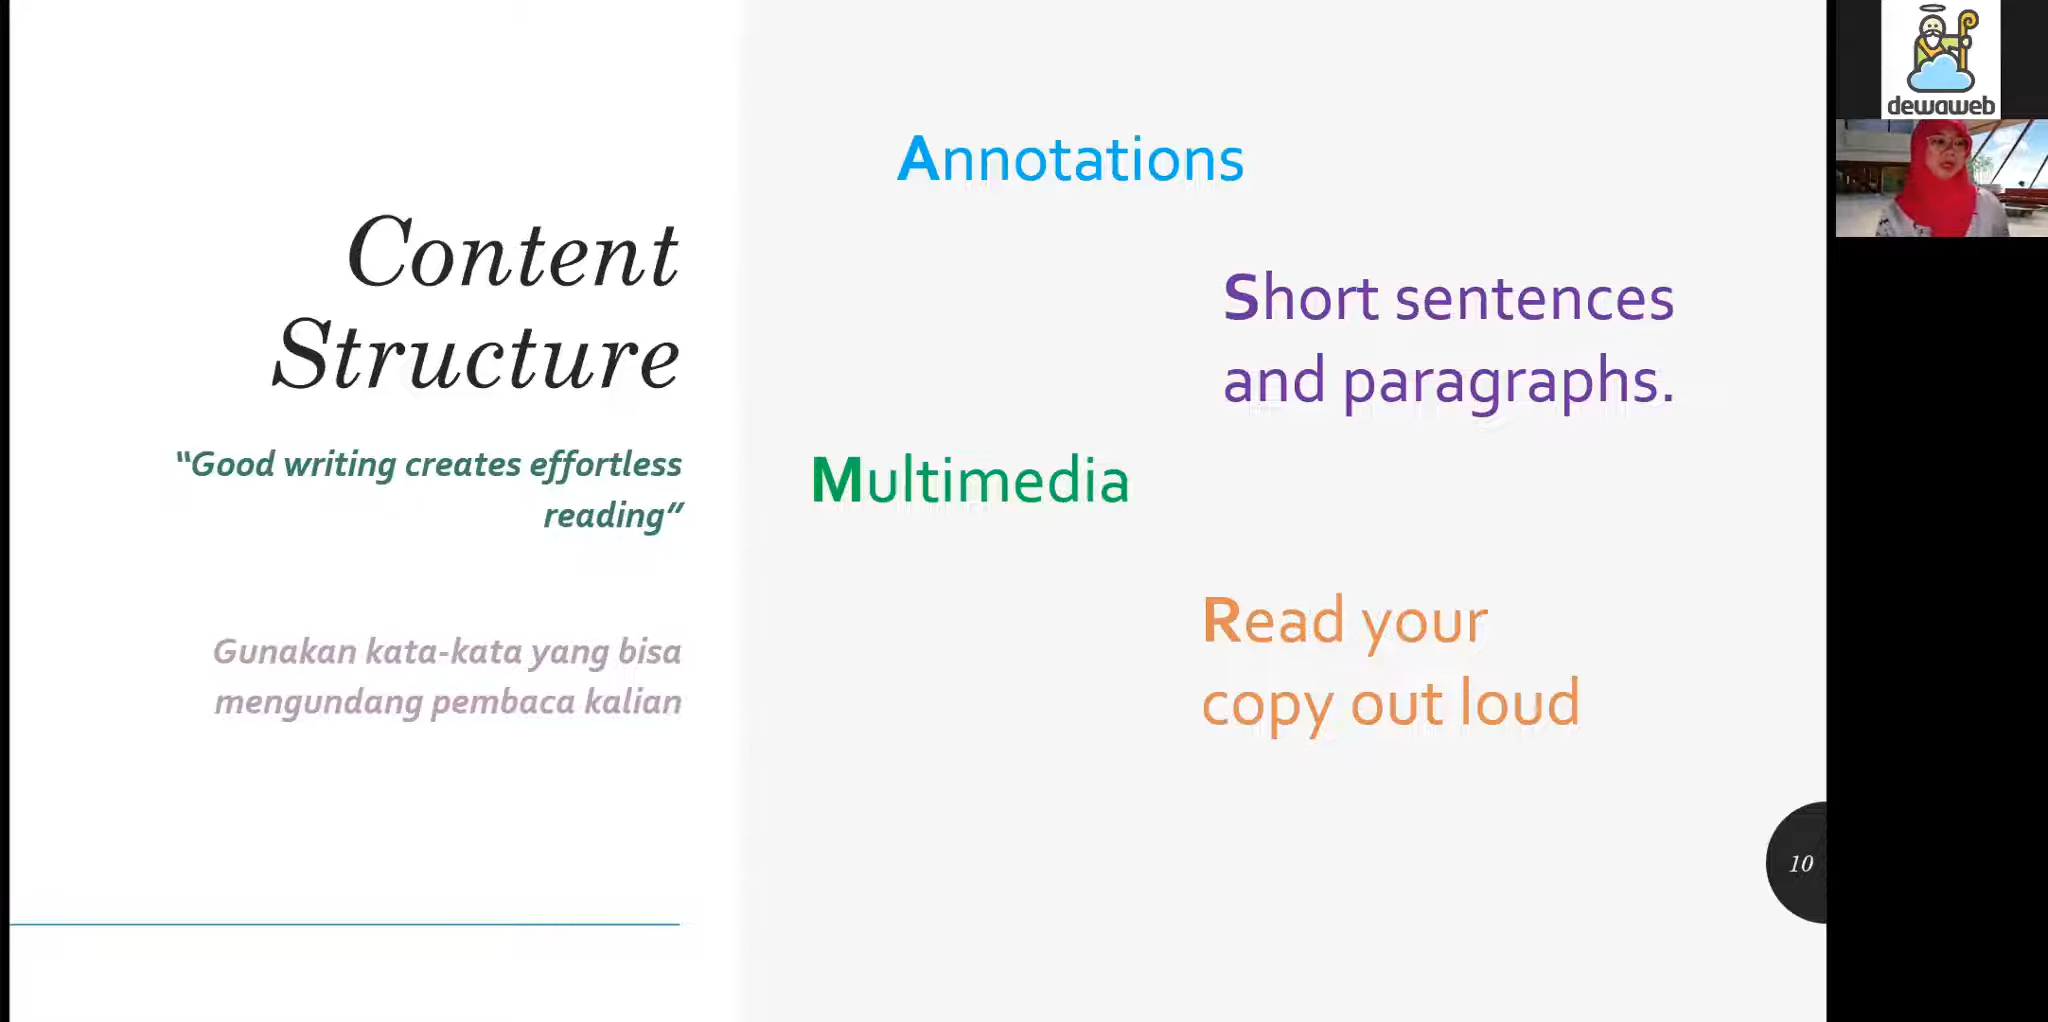 Content
Structure
“Good writing creates effortless
reading”
Gunakan kata-kata yang bisa
mengundang pembaca kalian
Annotations
Short sentences
and paragraphs.
Multimedia
Read your
copy out loud
10
dewaweb